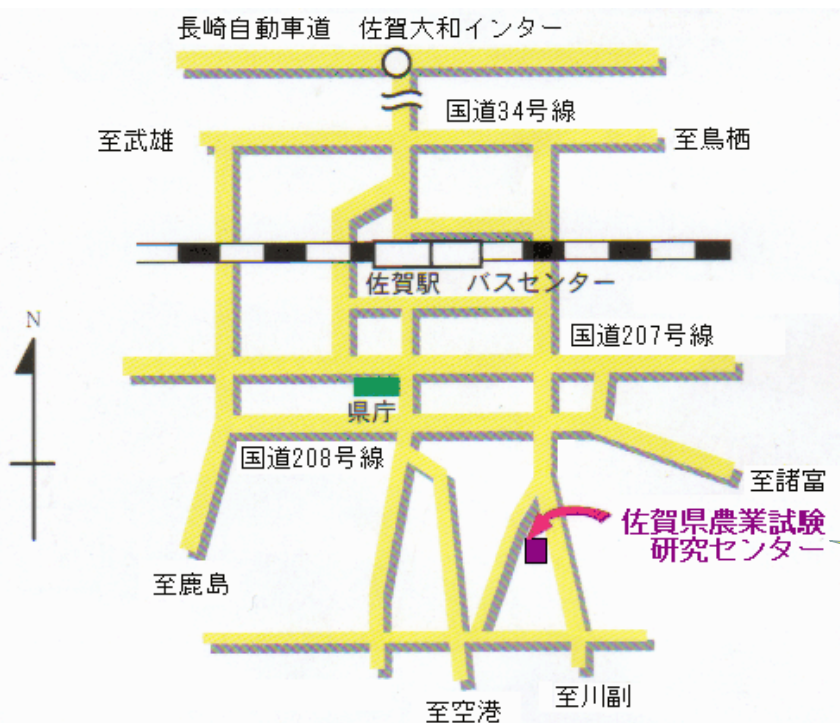 長崎自動車道　佐賀大和インター
国道34号線
至武雄
至鳥栖
佐賀駅　バスセンター
N
国道207号線
県庁
国道208号線
至諸富
佐賀県農業試験
研究センター
至鹿島
至空港
至川副